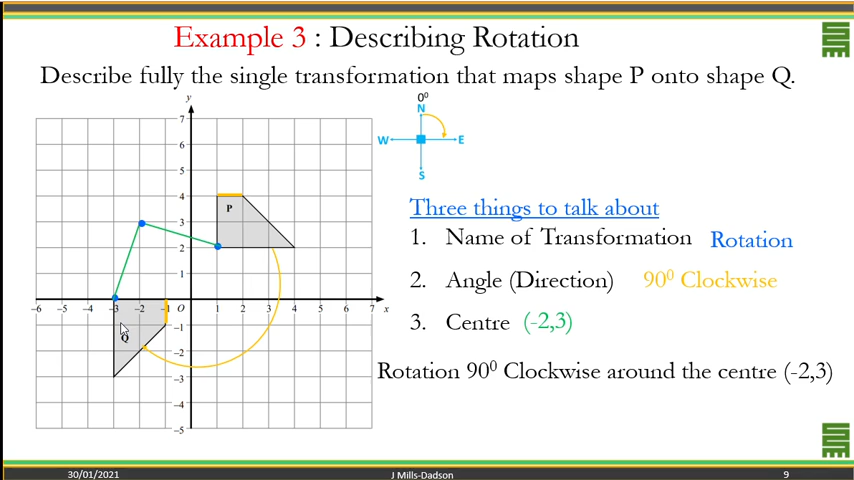 Example 3 : Describing Rotation
Describe fully the single transformation that maps shape P onto shape Q.
y
7
6
5
4
3
2
1
-6 -5 -4 -3 -2 -1 O 1 2 3 4 5 6 7 x
-1
-2
-3
-4
-5
P
Q
0⁰
N
W E
S
Three things to talk about
1. Name of Transformation Rotation
2. Angle (Direction) 90⁰ Clockwise
3. Centre (-2,3)
Rotation 90⁰ Clockwise around the centre (-2,3)
30/01/2021 J Mills-Dadson 9